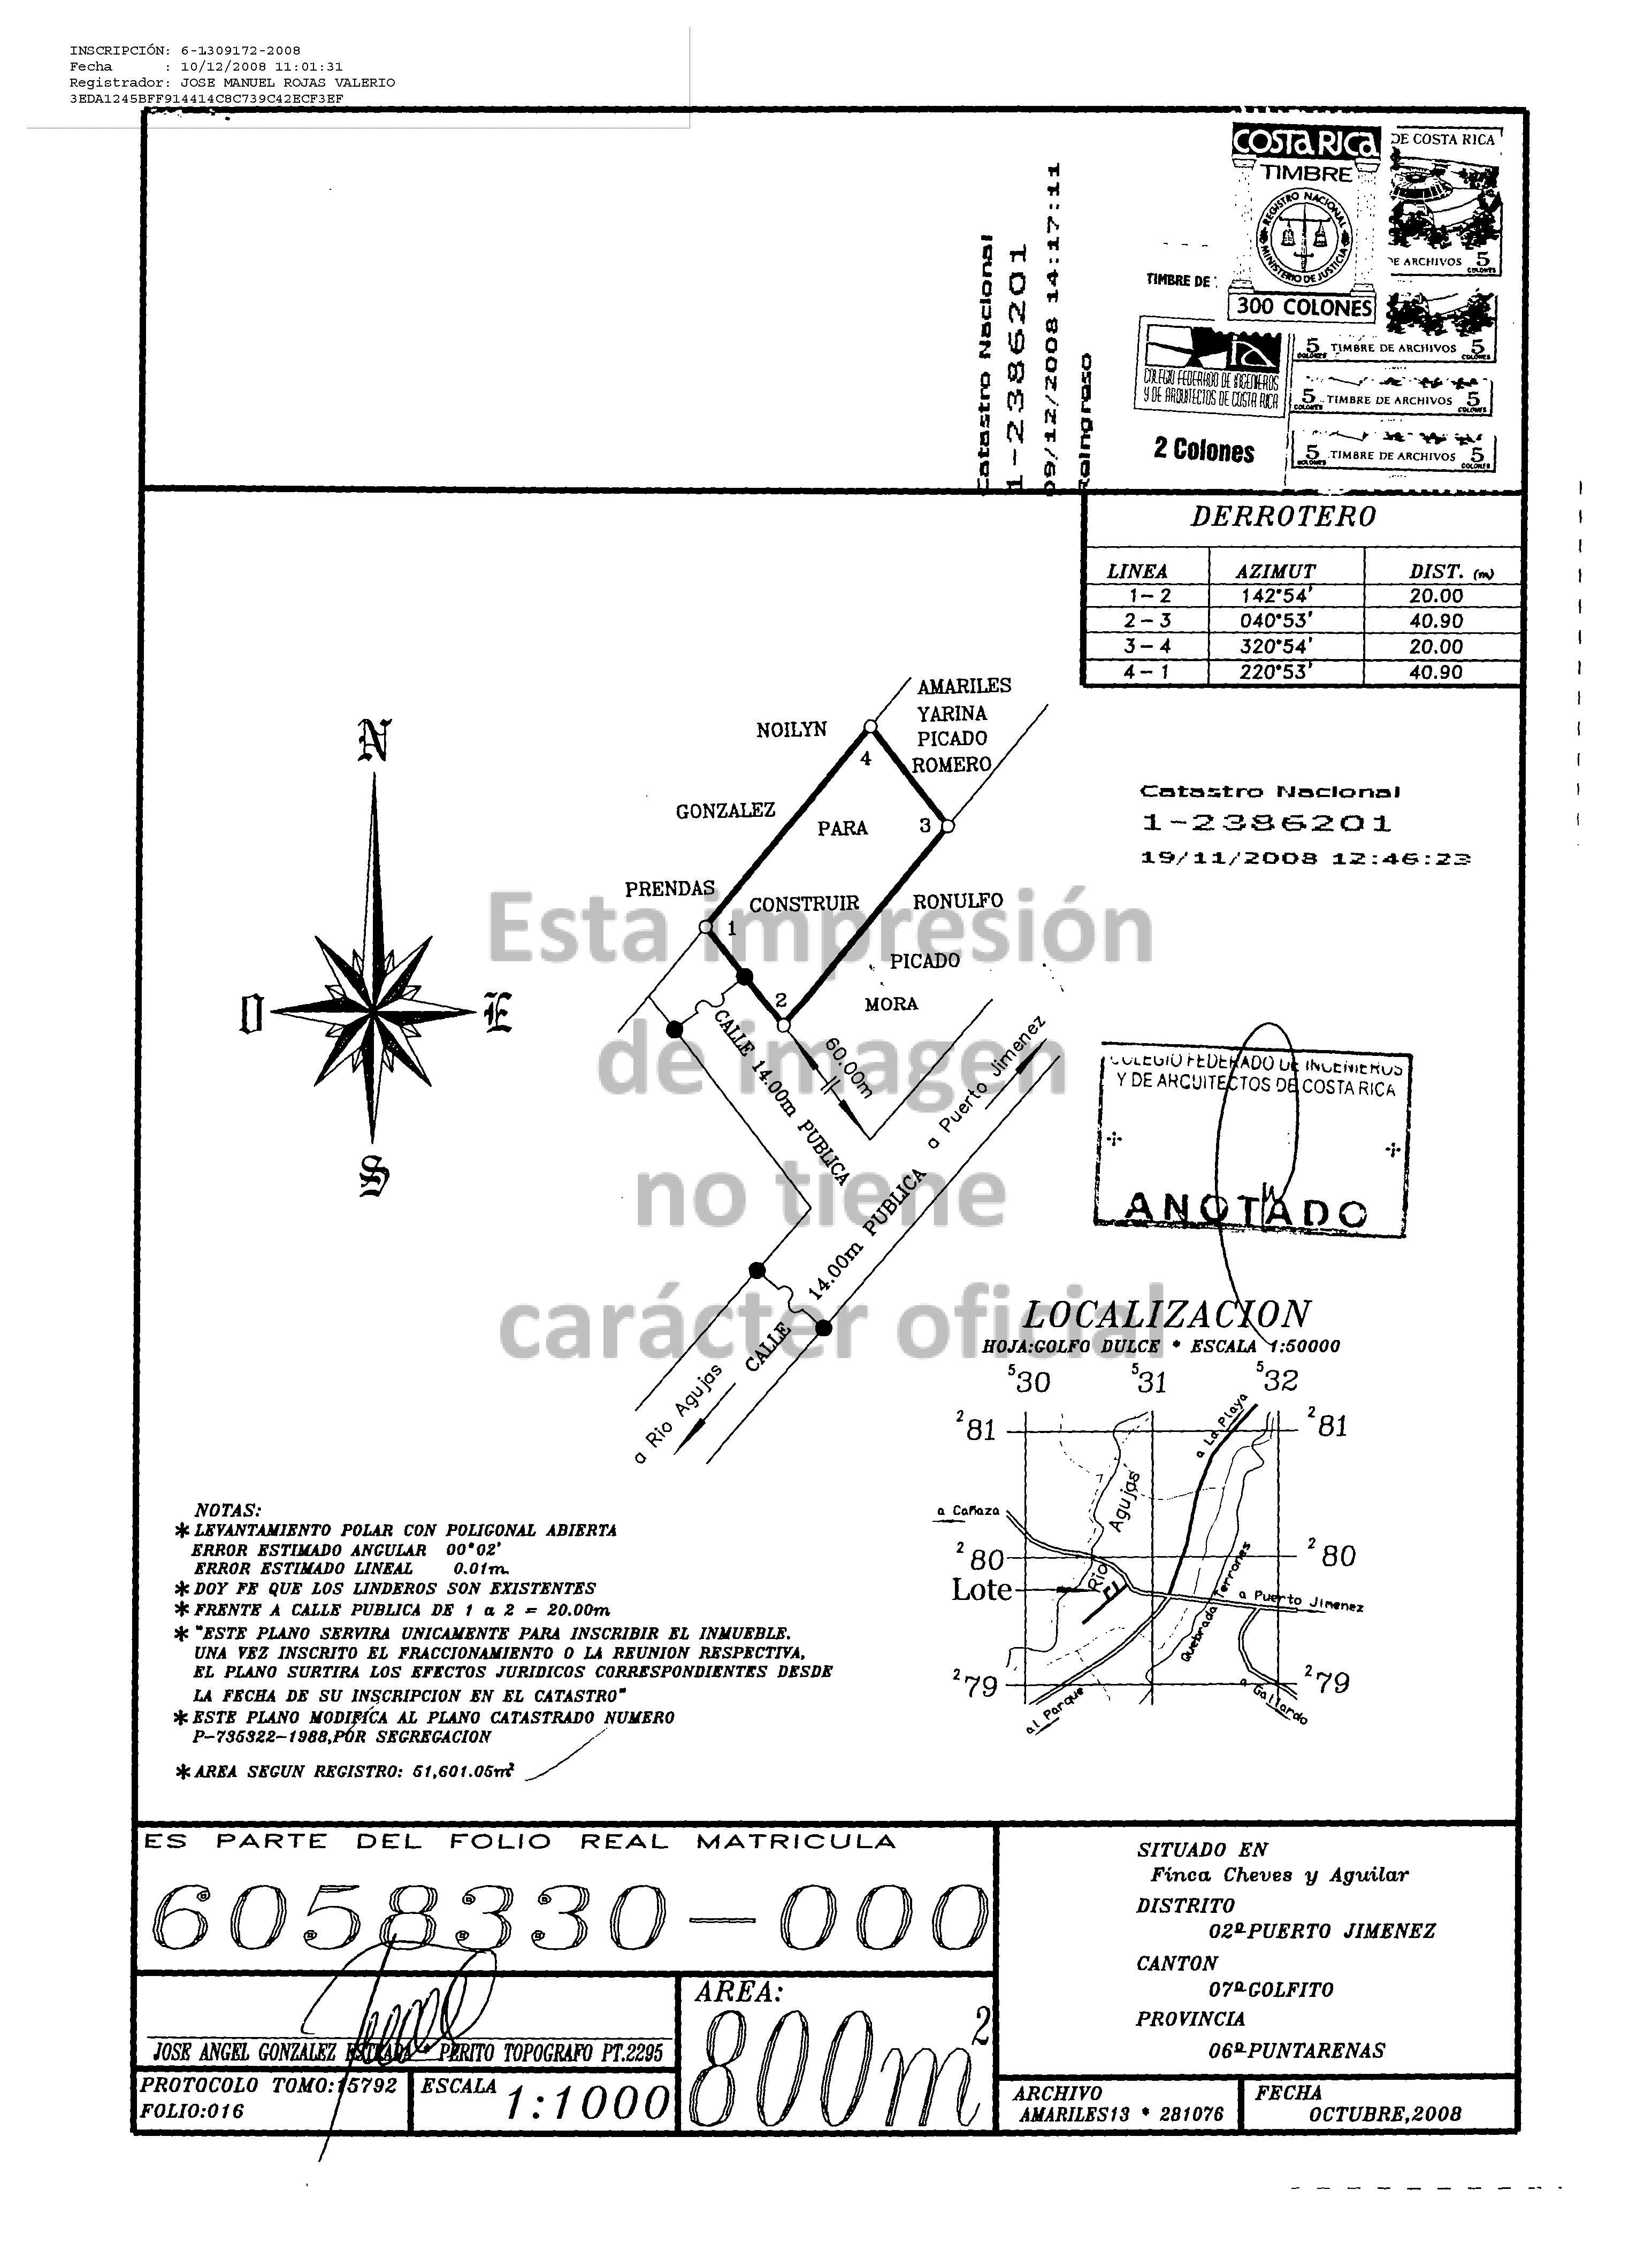 INSCRIPCIÓN: 6-1309172-2008
Fecha : 10/12/2008 11:01:31
Registrador: JOSE MANUEL ROJAS VALERIO
3EDA1245BFF914414C8C739C42ECF3EF
Catastro Nacional
1-2386201
09/12/2008 14:17:11
Reingreso
COSTA RICA
TIMBRE
REGISTRO NACIONAL
MINISTERIO DE JUSTICIA
300 COLONES
DE COSTA RICA
DE ARCHIVOS 5
COLONES
TIMBRE DE
COLEGIO FEDERADO DE INGENIEROS
Y DE ARQUITECTOS DE COSTA RICA
2 Colones
5 TIMBRE DE ARCHIVOS 5
COLONES COLONES
5 TIMBRE DE ARCHIVOS 5
COLONES COLONES
5 TIMBRE DE ARCHIVOS 5
COLONES COLONES
DERROTERO
LINEA AZIMUT DIST. (m)
1-2 142°54' 20.00
2-3 040°53' 40.90
3-4 320°54' 20.00
4-1 220°53' 40.90
N
O
E
S
AMARILES
YARINA
PICADO
ROMERO
NOILYN
GONZALEZ
PRENDAS
4
3
1
2
PARA
CONSTRUIR
RONULFO
PICADO
MORA
60.00m
CALLE 14.00m PUBLICA
a Puerto Jimenez
CALLE 14.00m PUBLICA
a Rio Agujas
Catastro Nacional
1-2386201
19/11/2008 12:46:23
Esta impresión
de imagen
no tiene
carácter oficial
COLEGIO FEDERADO DE INGENIEROS
Y DE ARQUITECTOS DE COSTA RICA
ANOTADO
LOCALIZACION
HOJA:GOLFO DULCE * ESCALA 1:50000
530 531 532
281 281
a La Playa
a Cañaza
Rio Agujas
280 280
Lote
Quebrada Terrones
a Puerto Jimenez
279 279
al Parque
a Gallardo
NOTAS:
* LEVANTAMIENTO POLAR CON POLIGONAL ABIERTA
ERROR ESTIMADO ANGULAR 00°02'
ERROR ESTIMADO LINEAL 0.01m.
* DOY FE QUE LOS LINDEROS SON EXISTENTES
* FRENTE A CALLE PUBLICA DE 1 a 2 = 20.00m
* "ESTE PLANO SERVIRA UNICAMENTE PARA INSCRIBIR EL INMUEBLE.
UNA VEZ INSCRITO EL FRACCIONAMIENTO O LA REUNION RESPECTIVA,
EL PLANO SURTIRA LOS EFECTOS JURIDICOS CORRESPONDIENTES DESDE
LA FECHA DE SU INSCRIPCION EN EL CATASTRO"
* ESTE PLANO MODIFICA AL PLANO CATASTRADO NUMERO
P-735322-1988,POR SEGREGACION
* AREA SEGUN REGISTRO: 51,601.05m²
ES PARTE DEL FOLIO REAL MATRICULA
6058330-000
JOSE ANGEL GONZALEZ ESTRADA - PERITO TOPOGRAFO PT.2295
PROTOCOLO TOMO:15792
FOLIO:016
ESCALA 1:1000
AREA:
800m²
SITUADO EN
Finca Cheves y Aguilar
DISTRITO
02º-PUERTO JIMENEZ
CANTON
07º-GOLFITO
PROVINCIA
06º-PUNTARENAS
ARCHIVO
AMARILES13 * 281076
FECHA
OCTUBRE,2008